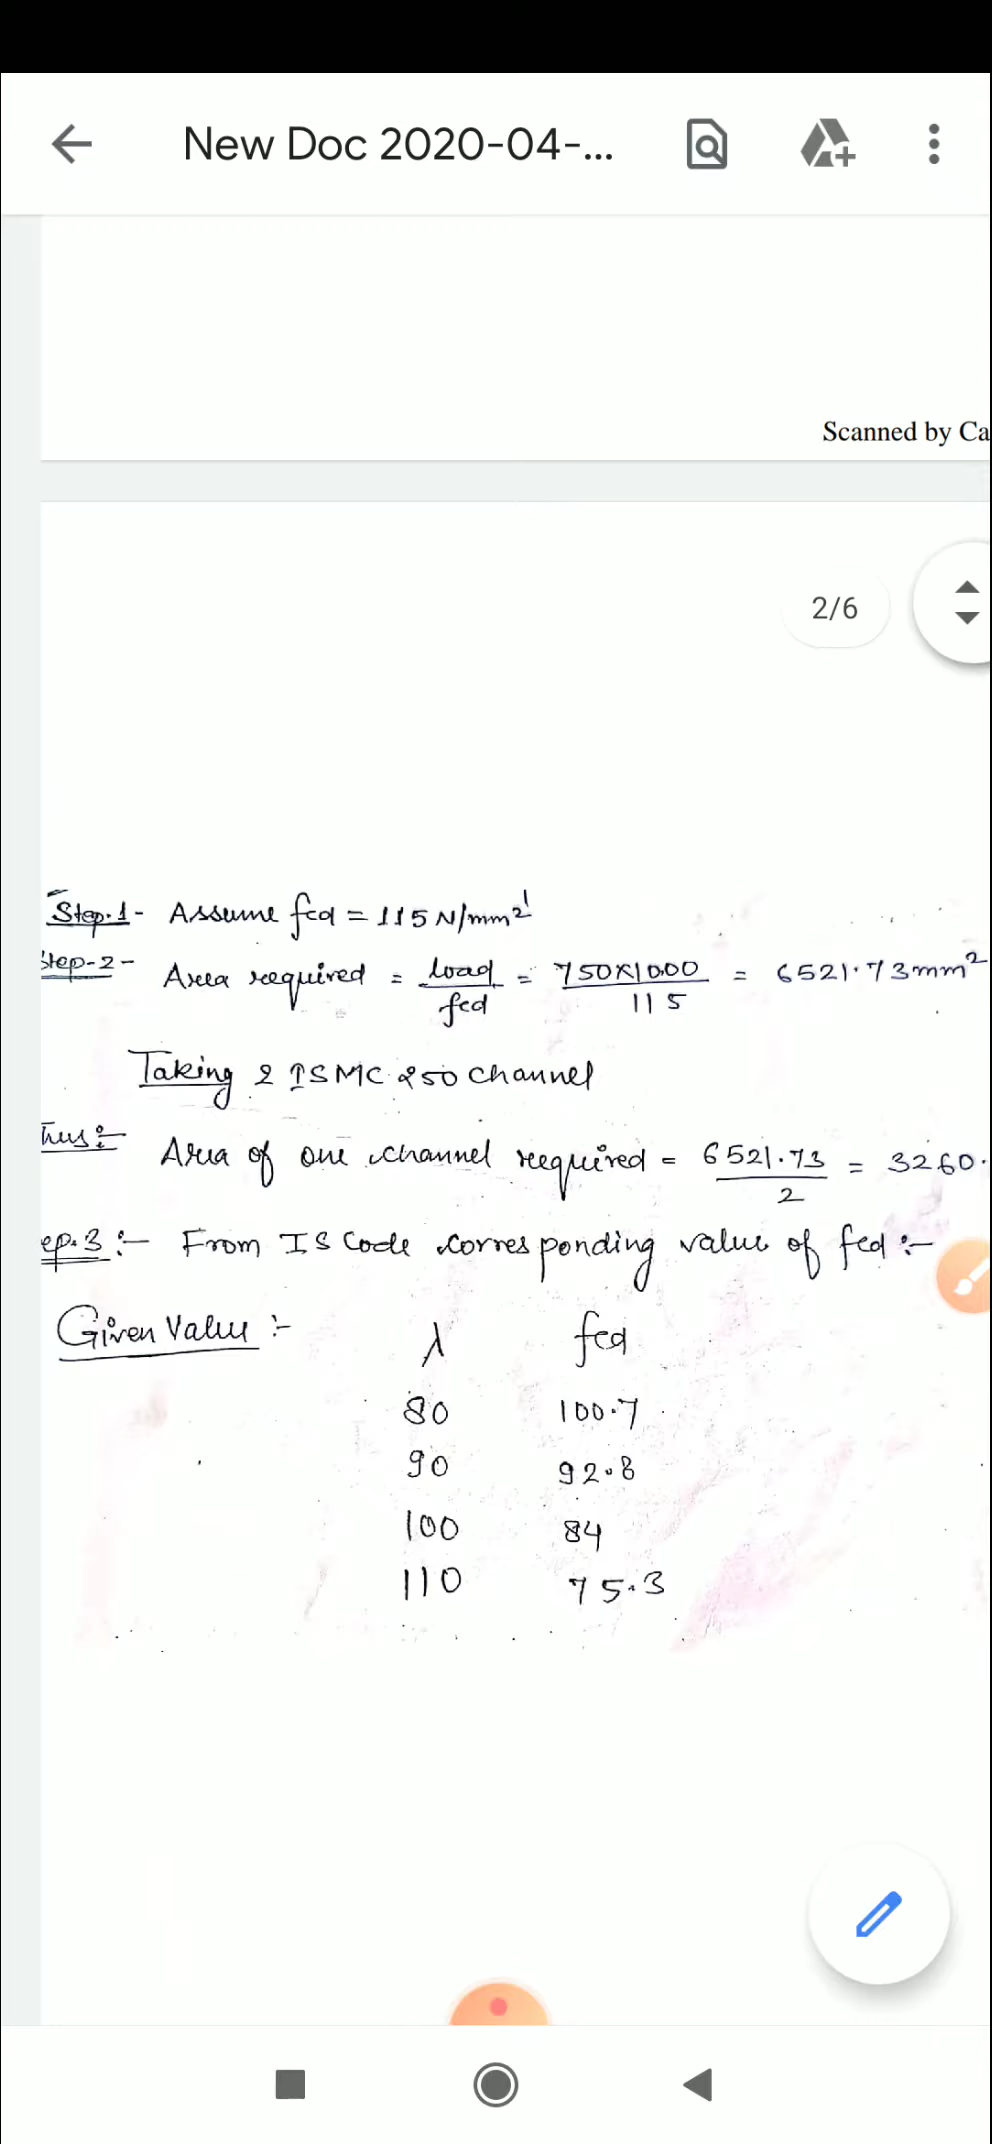 New Doc 2020-04-...
Scanned by Ca
2/6
Step.1- Assume fcd = 115 N/mm²
Step-2- Area required = load/fcd = 750X1000/115 = 6521.73mm²
Taking 2 ISMC 250 channel
Thus:- Area of one channel required = 6521.73/2 = 3260.
ep.3:- From IS Code corresponding value of fcd :-
Given Value :- λ fcd
80 100.7
90 92.8
100 84
110 75.3